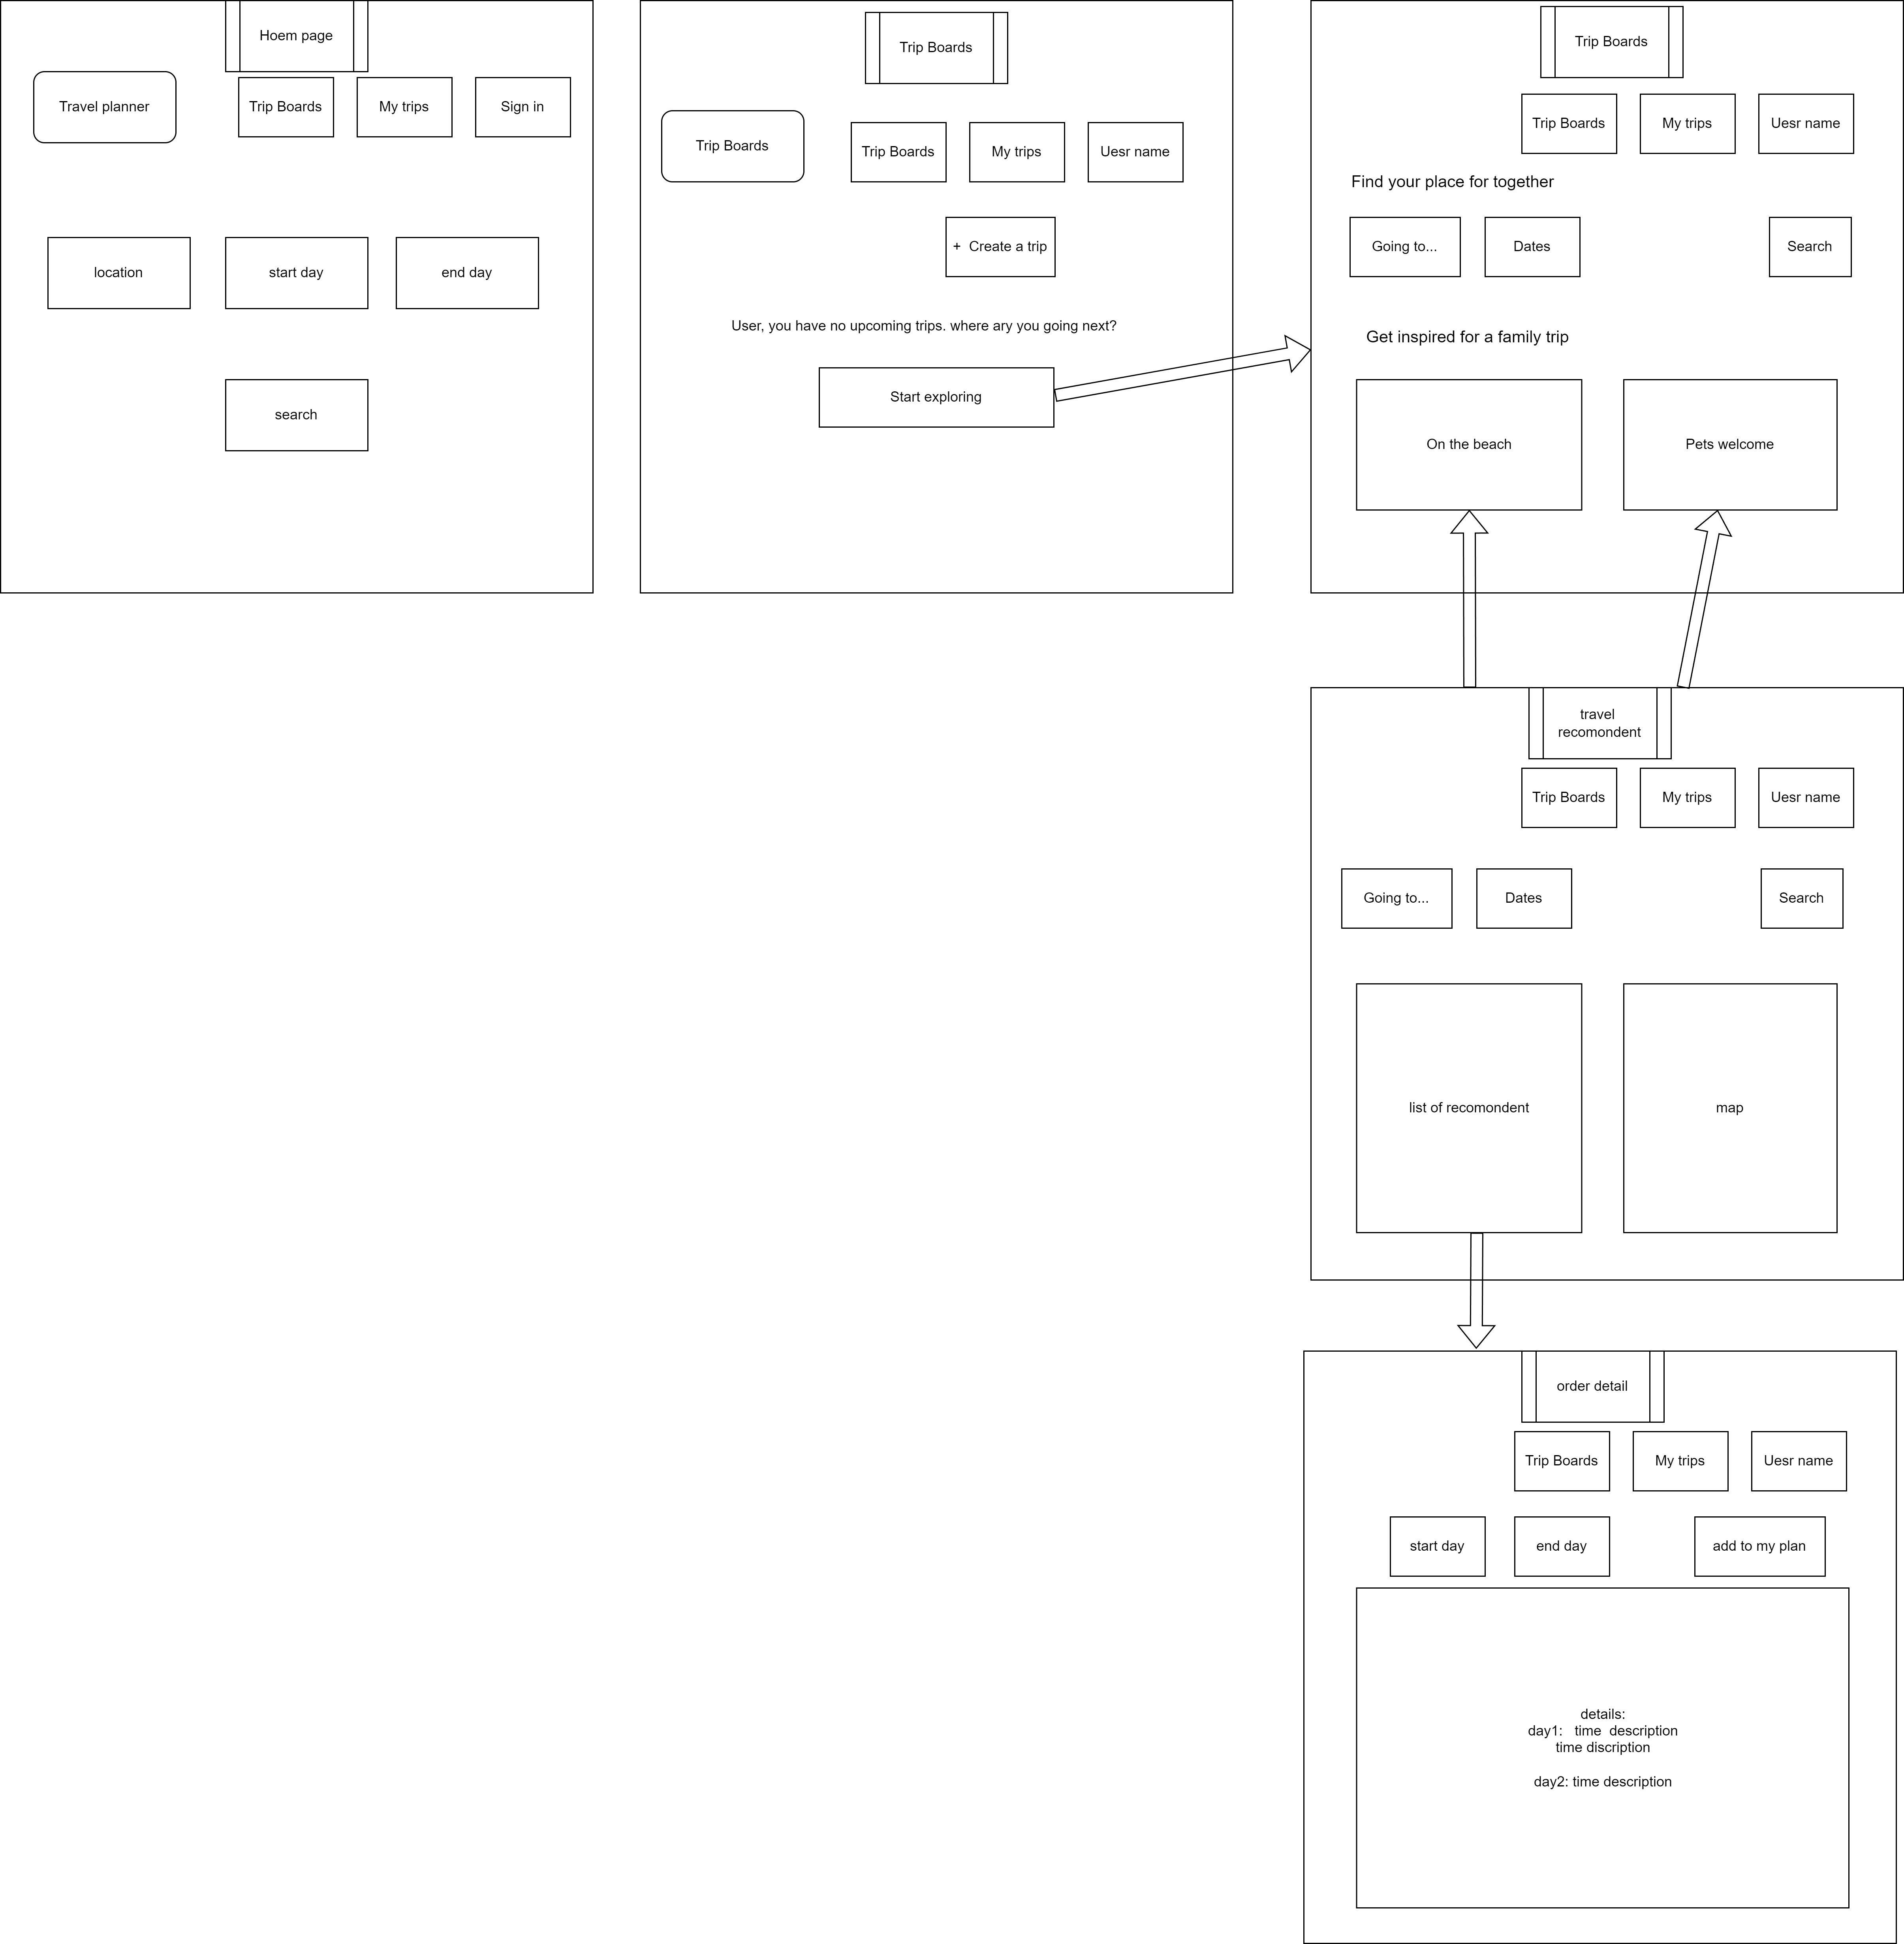 Hoem page
Travel planner
Trip Boards
My trips
Sign in
location
start day
end day
search
Trip Boards
Trip Boards
Trip Boards
My trips
Uesr name
+  Create a trip
User, you have no upcoming trips. where ary you going next?
Start exploring
Trip Boards
Trip Boards
My trips
Uesr name
Find your place for together
Going to...
Dates
Search
Get inspired for a family trip
On the beach
Pets welcome
travel
recomondent
Trip Boards
My trips
Uesr name
Going to...
Dates
Search
list of recomondent
map
order detail
Trip Boards
My trips
Uesr name
start day
end day
add to my plan
details:
day1:   time  description
time discription
day2: time description